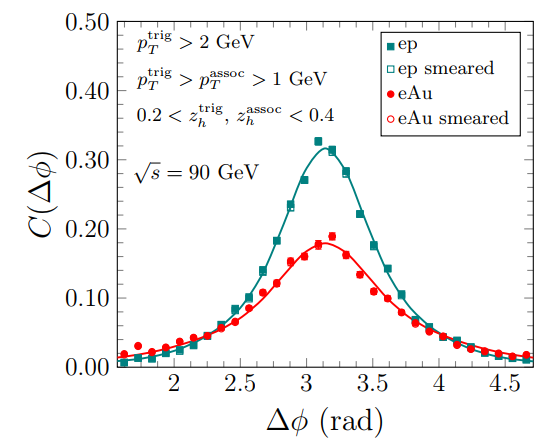 p_T^trig > 2 GeV
p_T^trig > p_T^assoc > 1 GeV
0.2 < z_h^trig, z_h^assoc < 0.4
√s = 90 GeV
ep
ep smeared
eAu
eAu smeared
C(Δϕ)
0.50
0.40
0.30
0.20
0.10
0.00
2 2.5 3 3.5 4 4.5
Δϕ (rad)